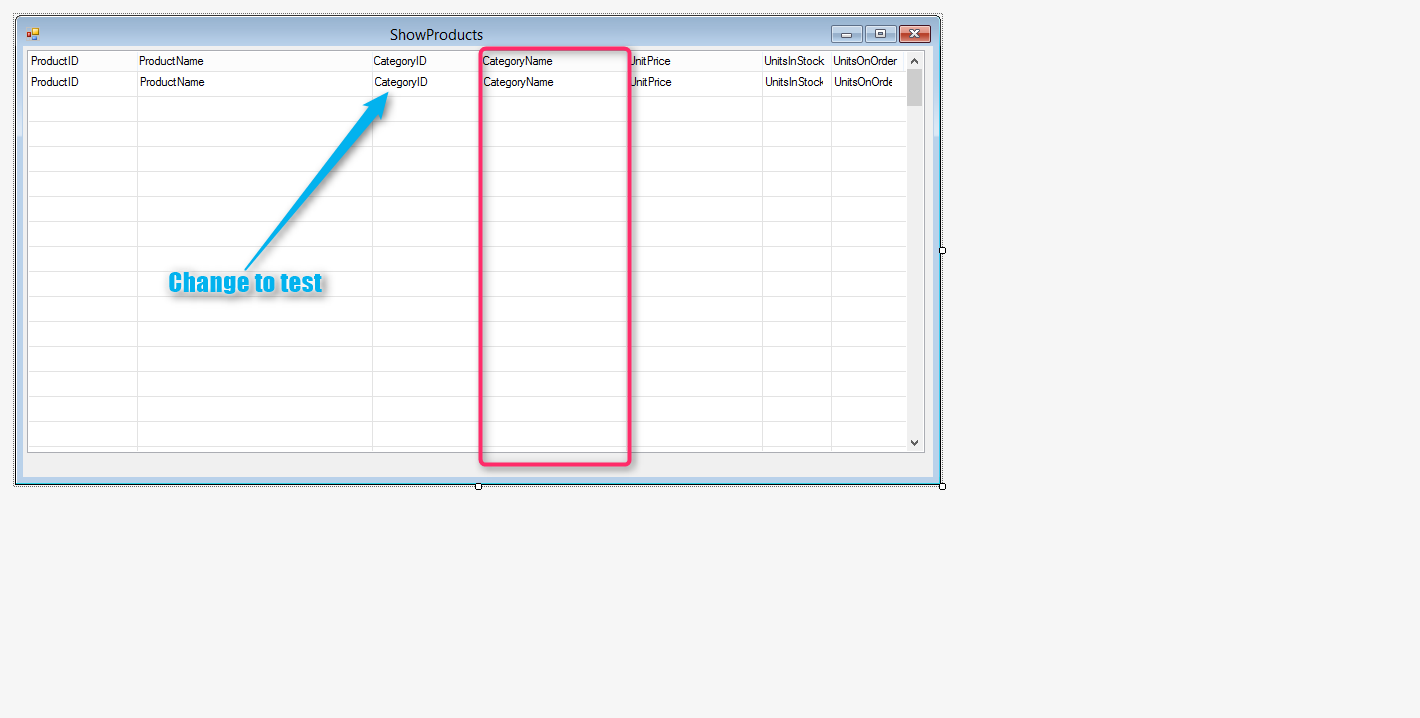 ShowProducts
ProductID ProductName CategoryID CategoryName UnitPrice UnitsInStock UnitsOnOrder
ProductID ProductName CategoryID CategoryName UnitPrice UnitsInStock UnitsOnOrde
Change to test